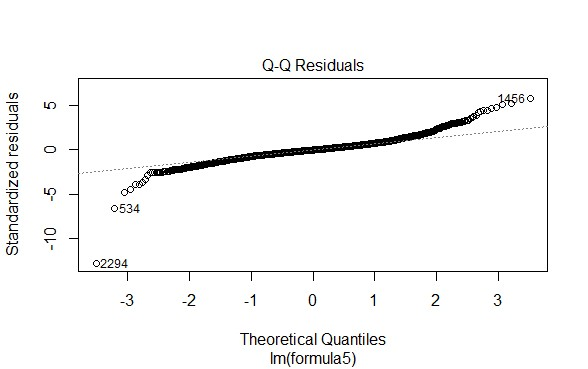 Q-Q Residuals
Standardized residuals
5
0
-5
-10
1456
534
2294
-3 -2 -1 0 1 2 3
Theoretical Quantiles
lm(formula5)